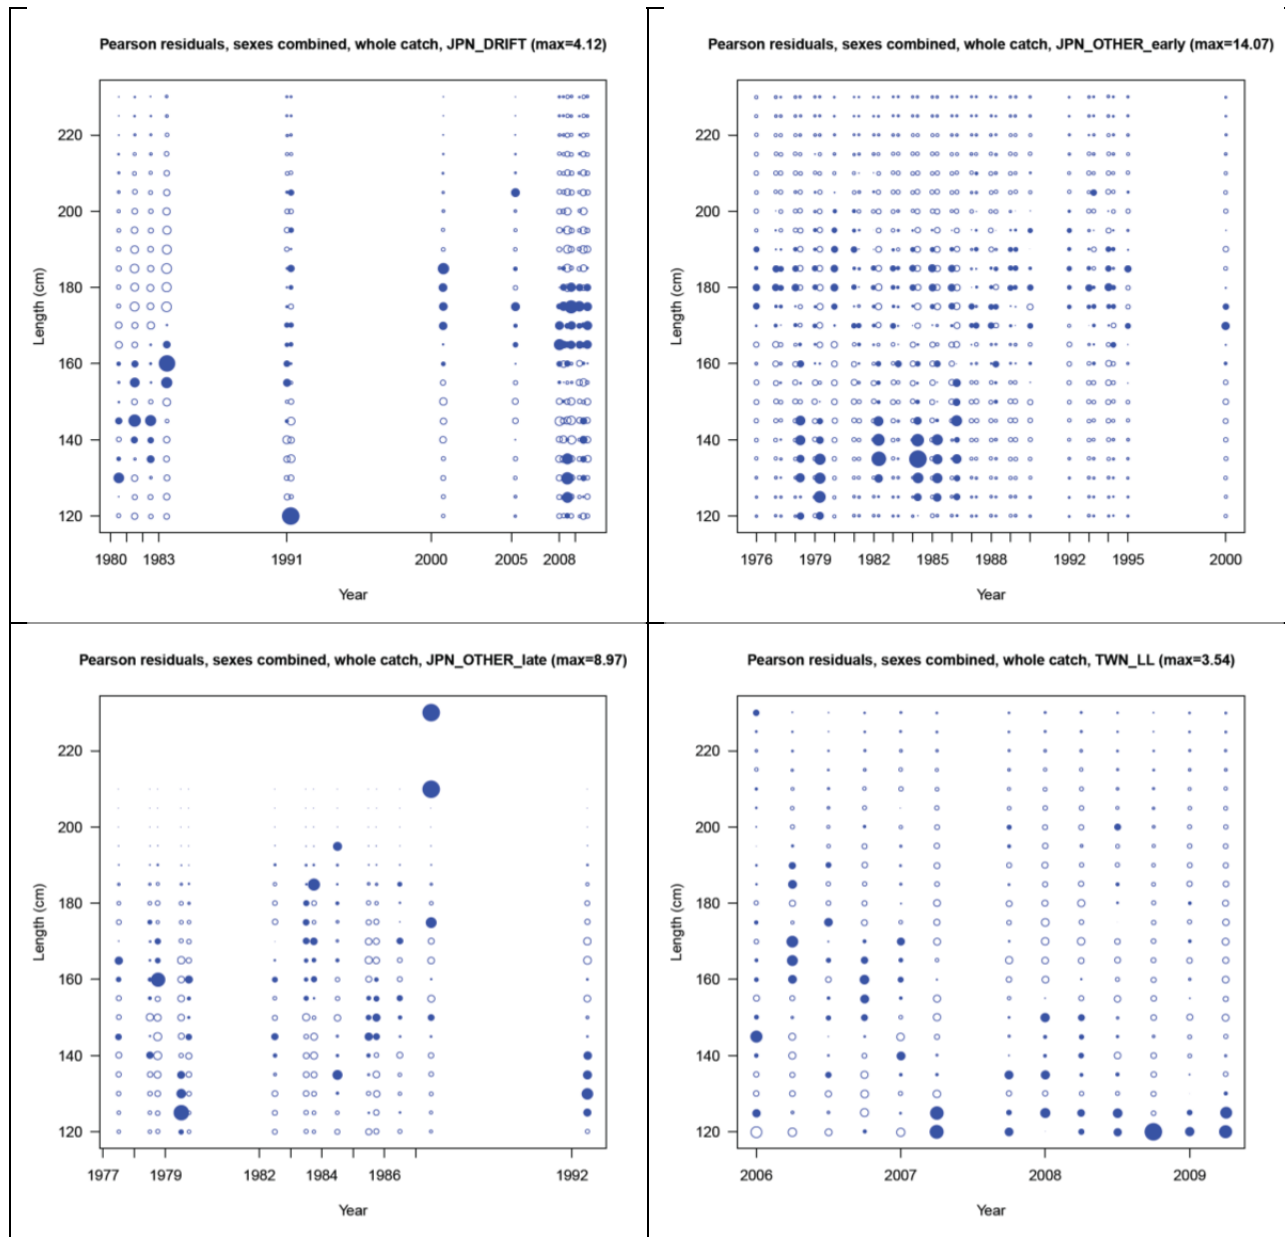 Pearson residuals, sexes combined, whole catch, JPN_DRIFT (max=4.12)
Length (cm)
220
200
180
160
140
120
1980 1983 1991 2000 2005 2008
Year
Pearson residuals, sexes combined, whole catch, JPN_OTHER_early (max=14.07)
Length (cm)
220
200
180
160
140
120
1976 1979 1982 1985 1988 1992 1995 2000
Year
Pearson residuals, sexes combined, whole catch, JPN_OTHER_late (max=8.97)
Length (cm)
220
200
180
160
140
120
1977 1979 1982 1984 1986 1992
Year
Pearson residuals, sexes combined, whole catch, TWN_LL (max=3.54)
Length (cm)
220
200
180
160
140
120
2006 2007 2008 2009
Year